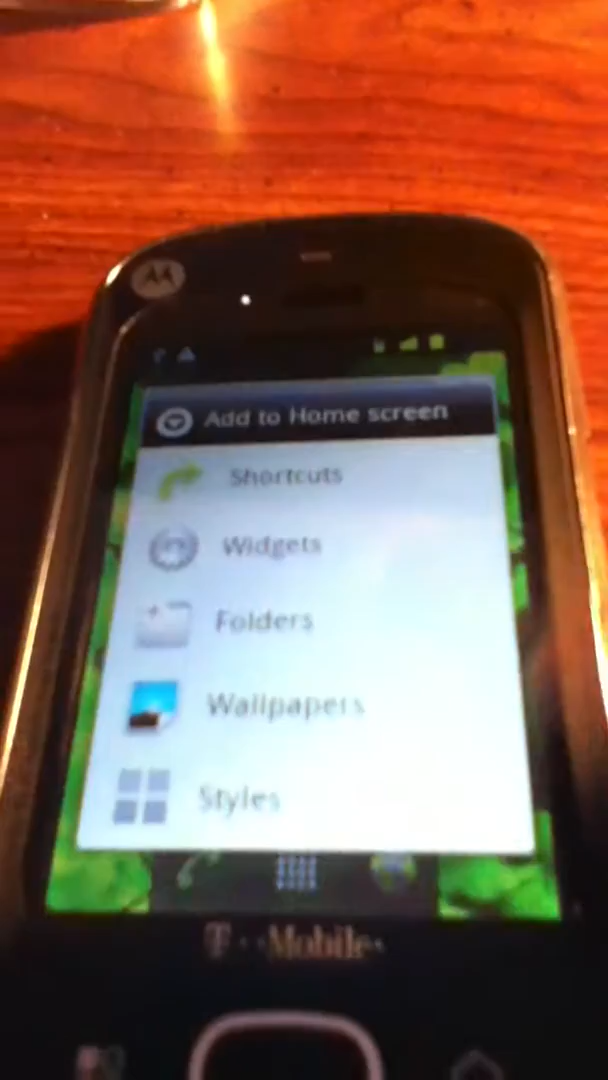 Add to Home screen
Shortcuts
Widgets
Folders
Wallpapers
Styles
T··Mobile·